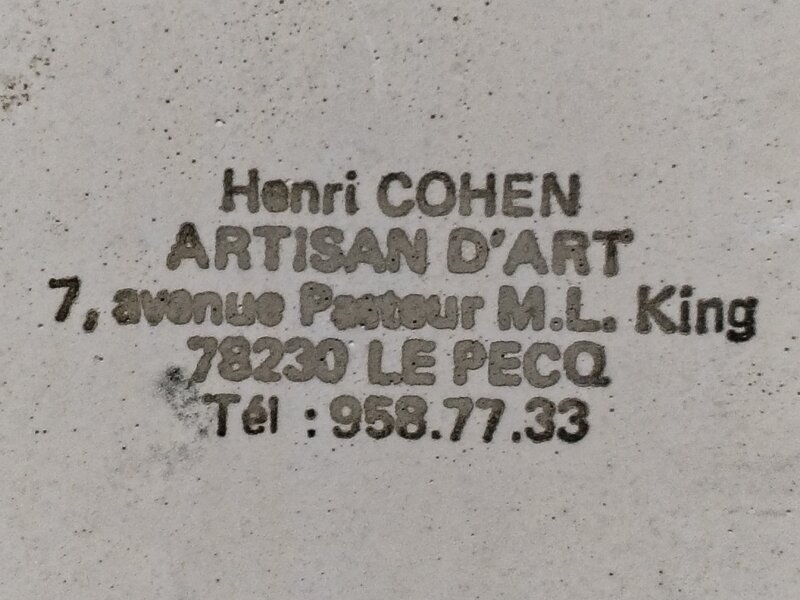 Henri COHEN
ARTISAN D'ART
7, avenue Pasteur M.L. King
78230 LE PECQ
Tél : 958.77.33